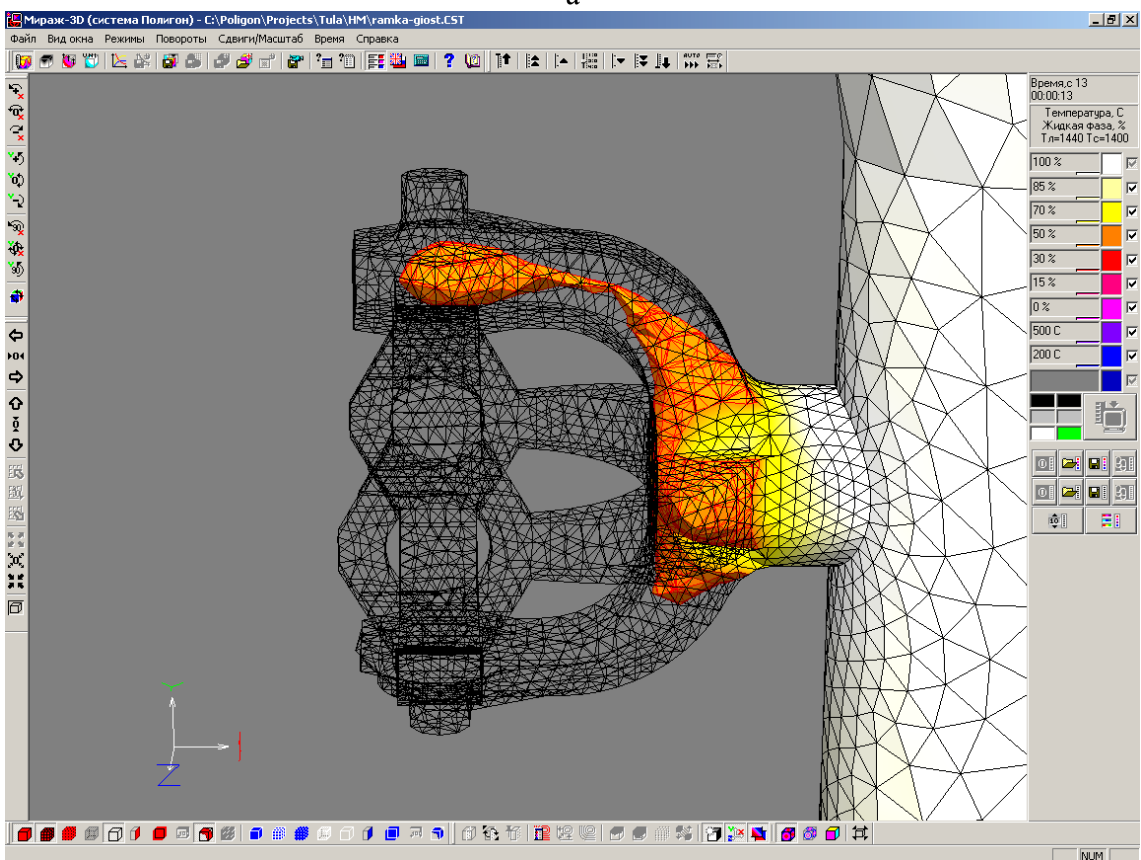 а
Мираж-3D (система Полигон) - C:\Poligon\Projects\Tula\HM\ramka-giost.CST
Файл Вид окна Режимы Повороты Сдвиги/Масштаб Время Справка
Время,с 13
00:00:13
Температура, С
Жидкая фаза, %
Тл=1440 Тс=1400
100 %
85 %
70 %
50 %
30 %
15 %
0 %
500 C
200 C
Y
Z
NUM